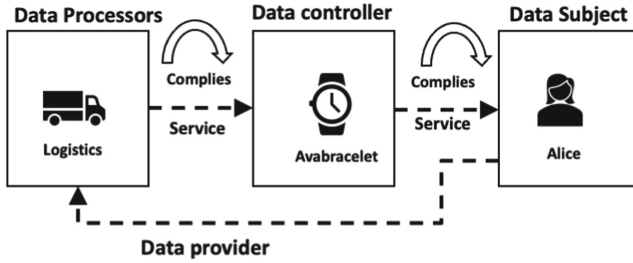 Data Processors
Data controller
Data Subject
Complies
Complies
Service
Service
Logistics
Avabracelet
Alice
Data provider